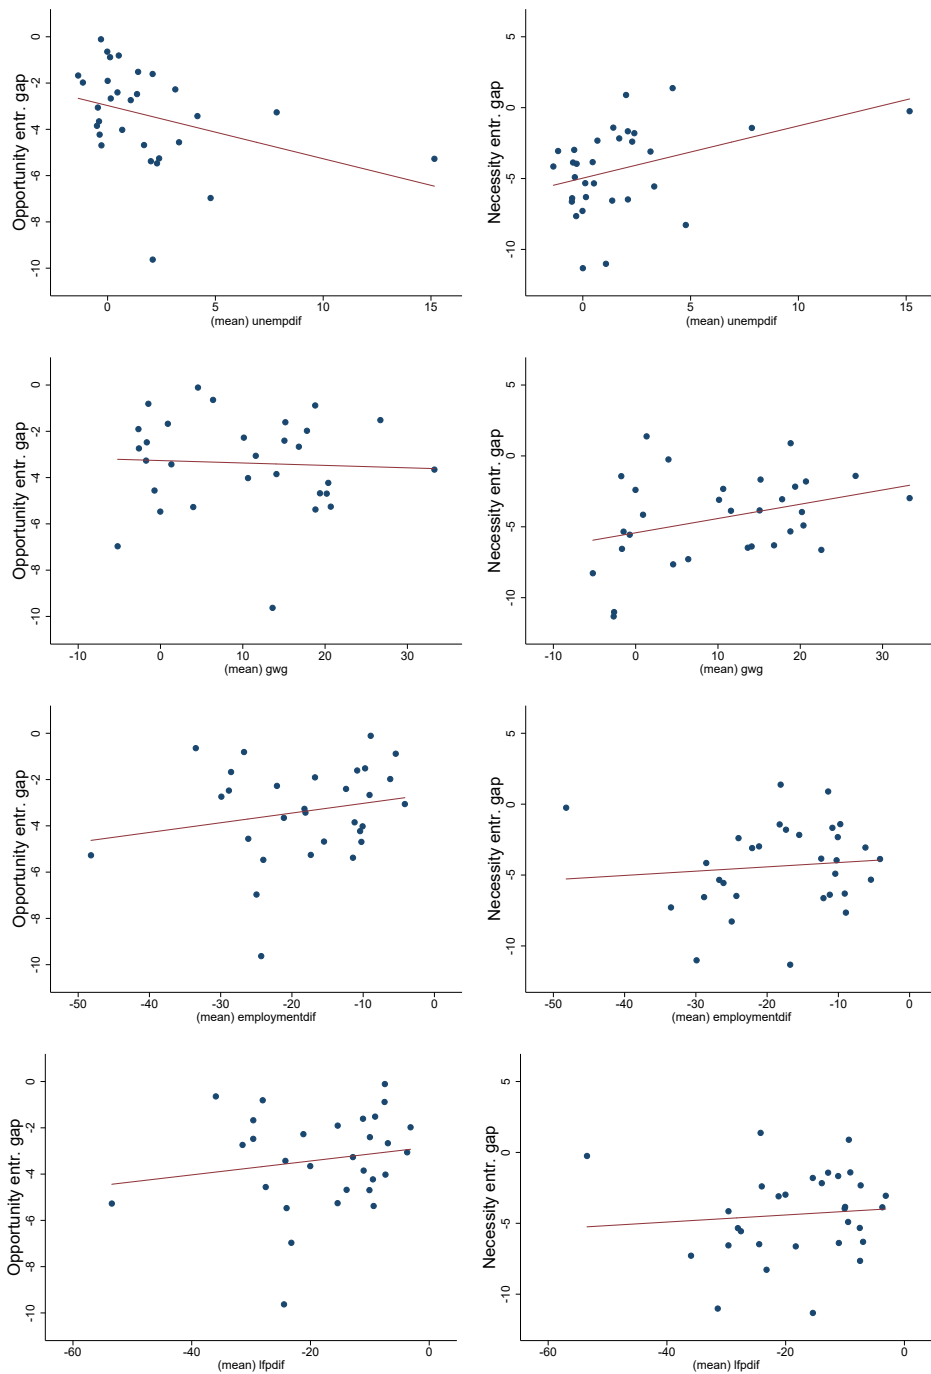 Opportunity entr. gap
0
-2
-4
-6
-8
-10
0 5 10 15
(mean) unempdif
Necessity entr. gap
5
0
-5
-10
0 5 10 15
(mean) unempdif
Opportunity entr. gap
0
-2
-4
-6
-8
-10
-10 0 10 20 30
(mean) gwg
Necessity entr. gap
5
0
-5
-10
-10 0 10 20 30
(mean) gwg
Opportunity entr. gap
0
-2
-4
-6
-8
-10
-50 -40 -30 -20 -10 0
(mean) employmentdif
Necessity entr. gap
5
0
-5
-10
-50 -40 -30 -20 -10 0
(mean) employmentdif
Opportunity entr. gap
0
-2
-4
-6
-8
-10
-60 -40 -20 0
(mean) lfpdif
Necessity entr. gap
5
0
-5
-10
-60 -40 -20 0
(mean) lfpdif